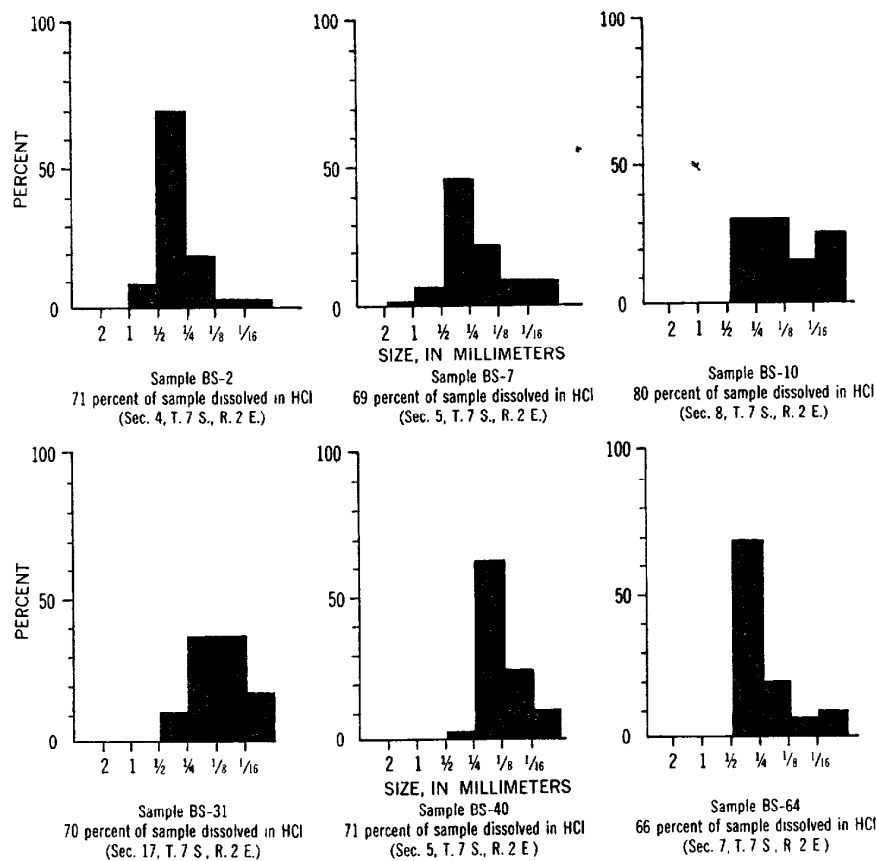 100
50
0
PERCENT
2 1 ½ ¼ 1/8 1/16
Sample BS-2
71 percent of sample dissolved in HCl
(Sec. 4, T. 7 S., R. 2 E.)
100
50
0
2 1 ½ ¼ 1/8 1/16
SIZE, IN MILLIMETERS
Sample BS-7
69 percent of sample dissolved in HCl
(Sec. 5, T. 7 S., R. 2 E.)
100
50
0
2 1 ½ ¼ 1/8 1/16
Sample BS-10
80 percent of sample dissolved in HCl
(Sec. 8, T. 7 S., R. 2 E.)
100
50
0
PERCENT
2 1 ½ ¼ 1/8 1/16
Sample BS-31
70 percent of sample dissolved in HCl
(Sec. 17, T. 7 S, R. 2 E.)
100
50
0
2 1 ½ ¼ 1/8 1/16
SIZE, IN MILLIMETERS
Sample BS-40
71 percent of sample dissolved in HCl
(Sec. 5, T. 7 S., R. 2 E)
100
50
0
2 1 ½ ¼ 1/8 1/16
Sample BS-64
66 percent of sample dissolved in HCl
(Sec. 7, T. 7 S, R 2 E)